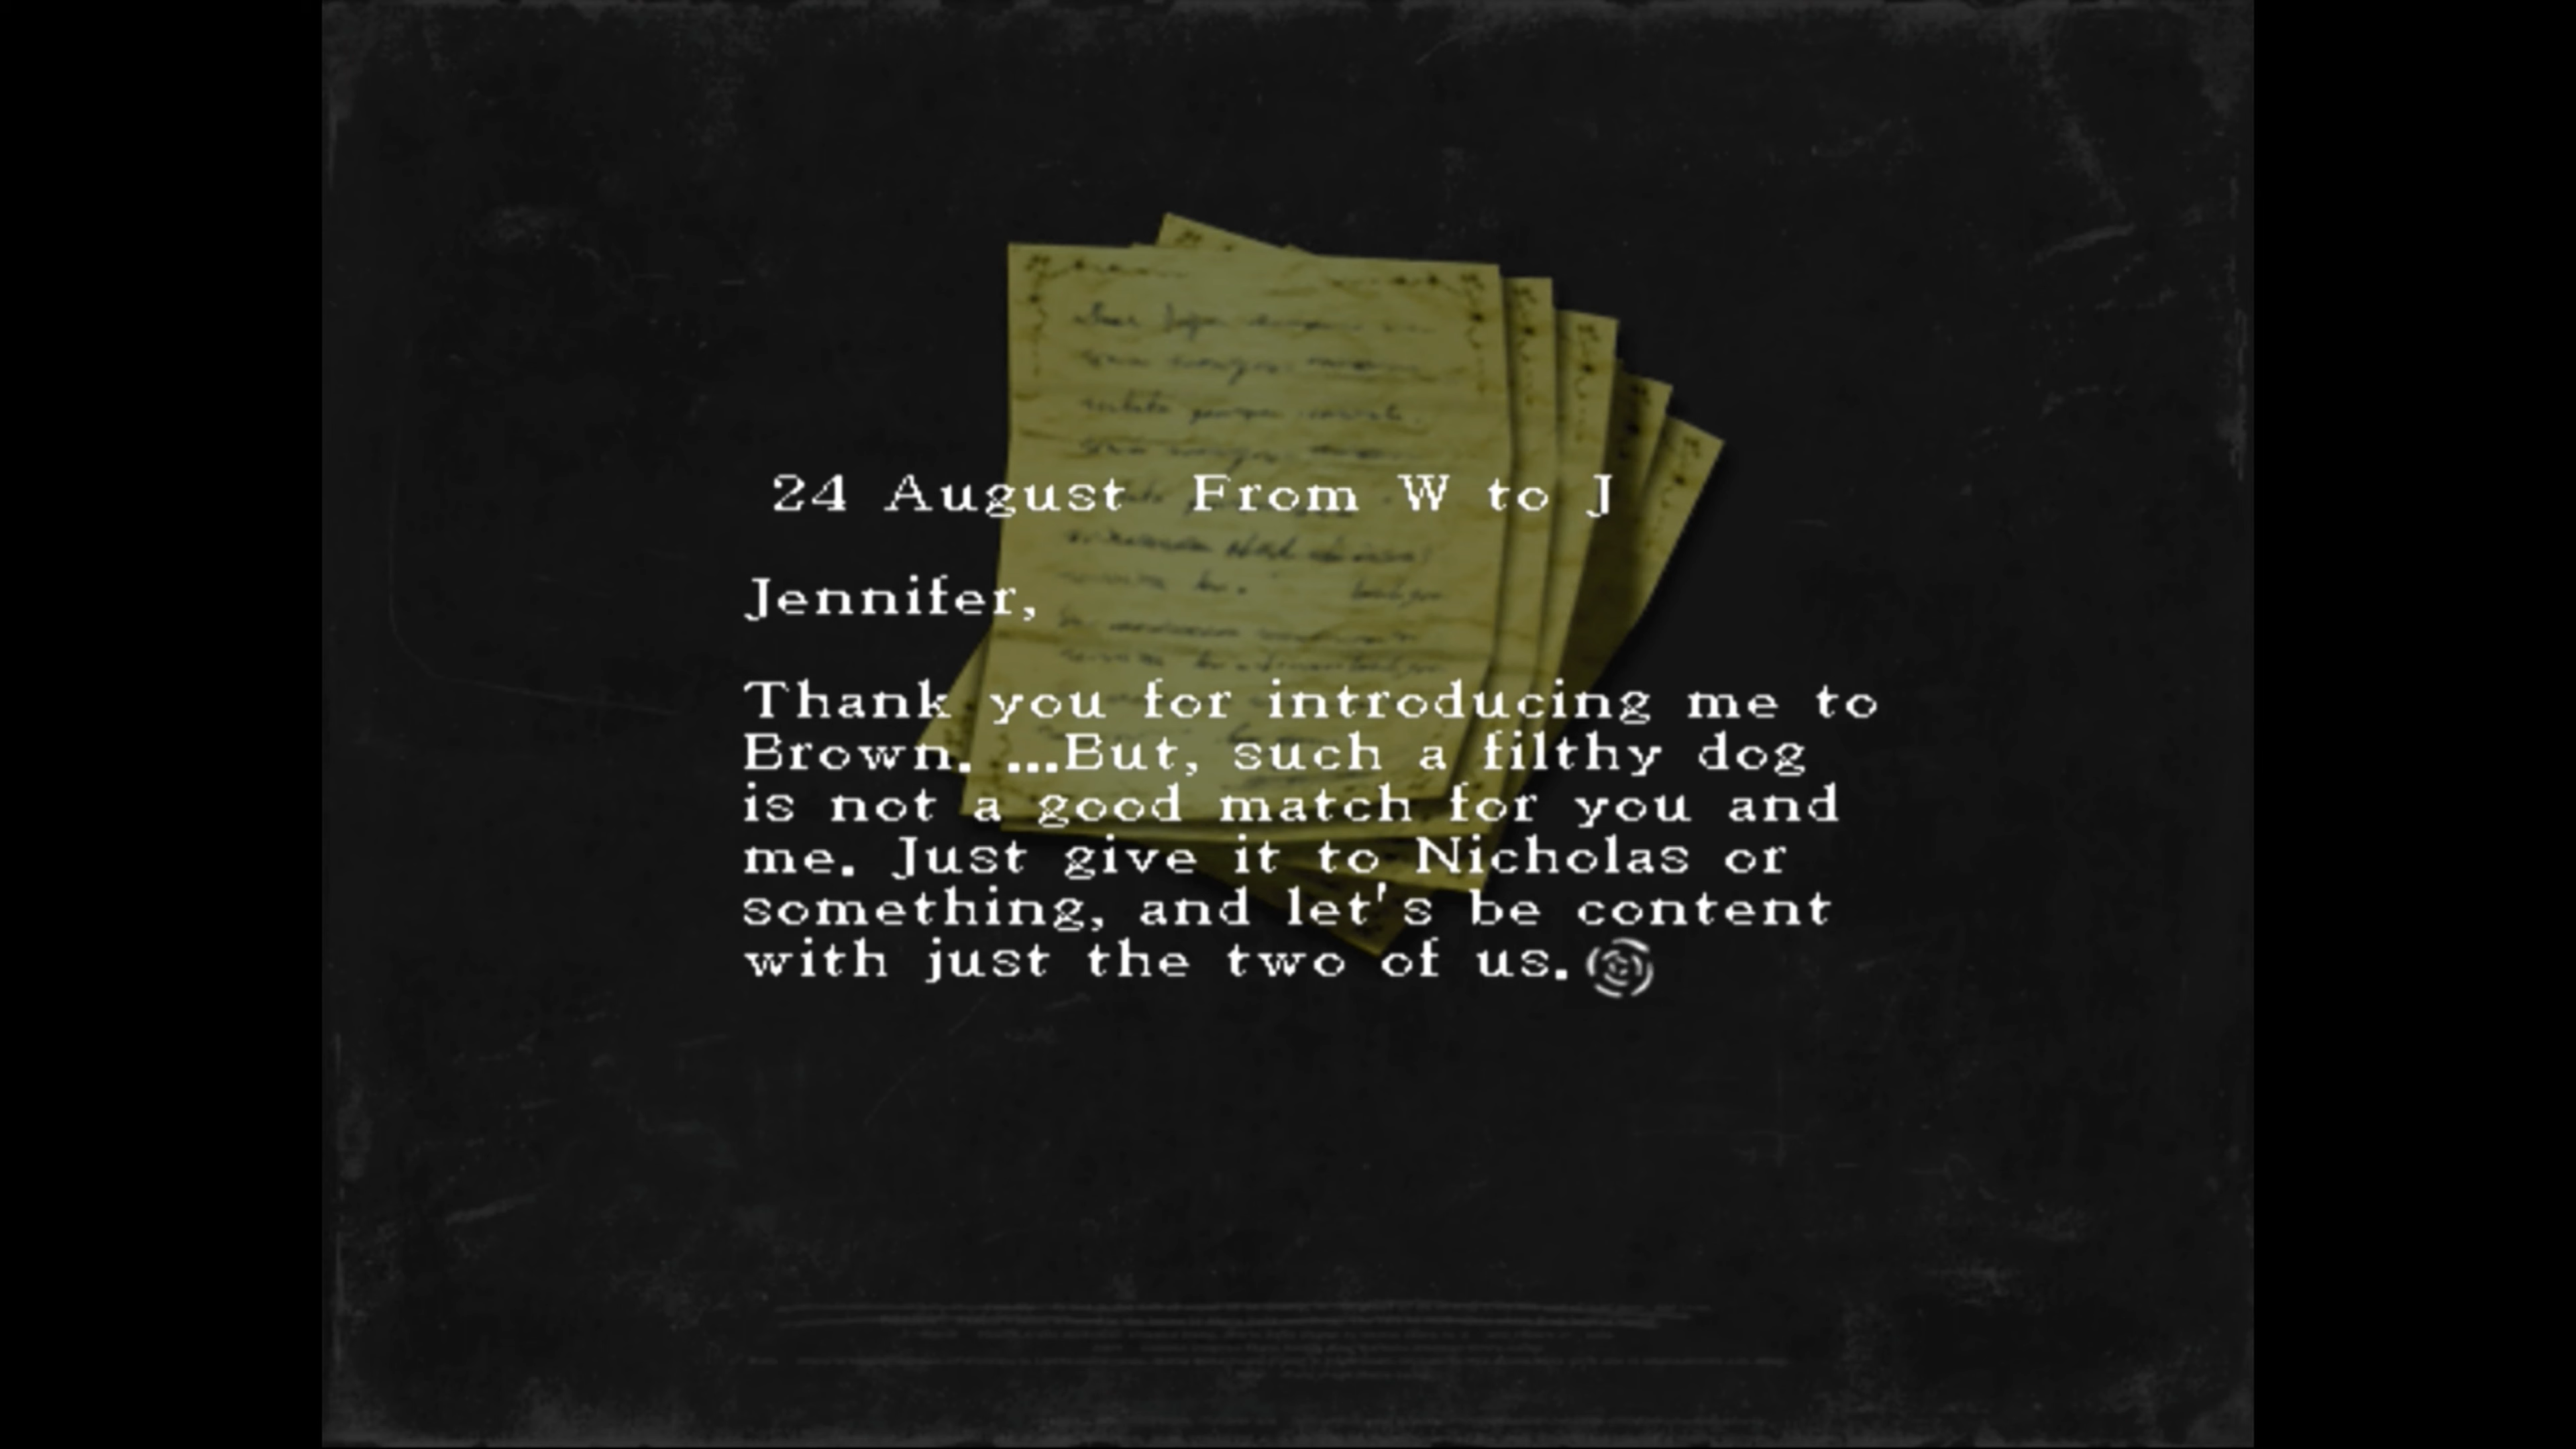 24 August From W to J
Jennifer,
Thank you for introducing me to
Brown. ...But, such a filthy dog
is not a good match for you and
me. Just give it to Nicholas or
something, and let's be content
with just the two of us.